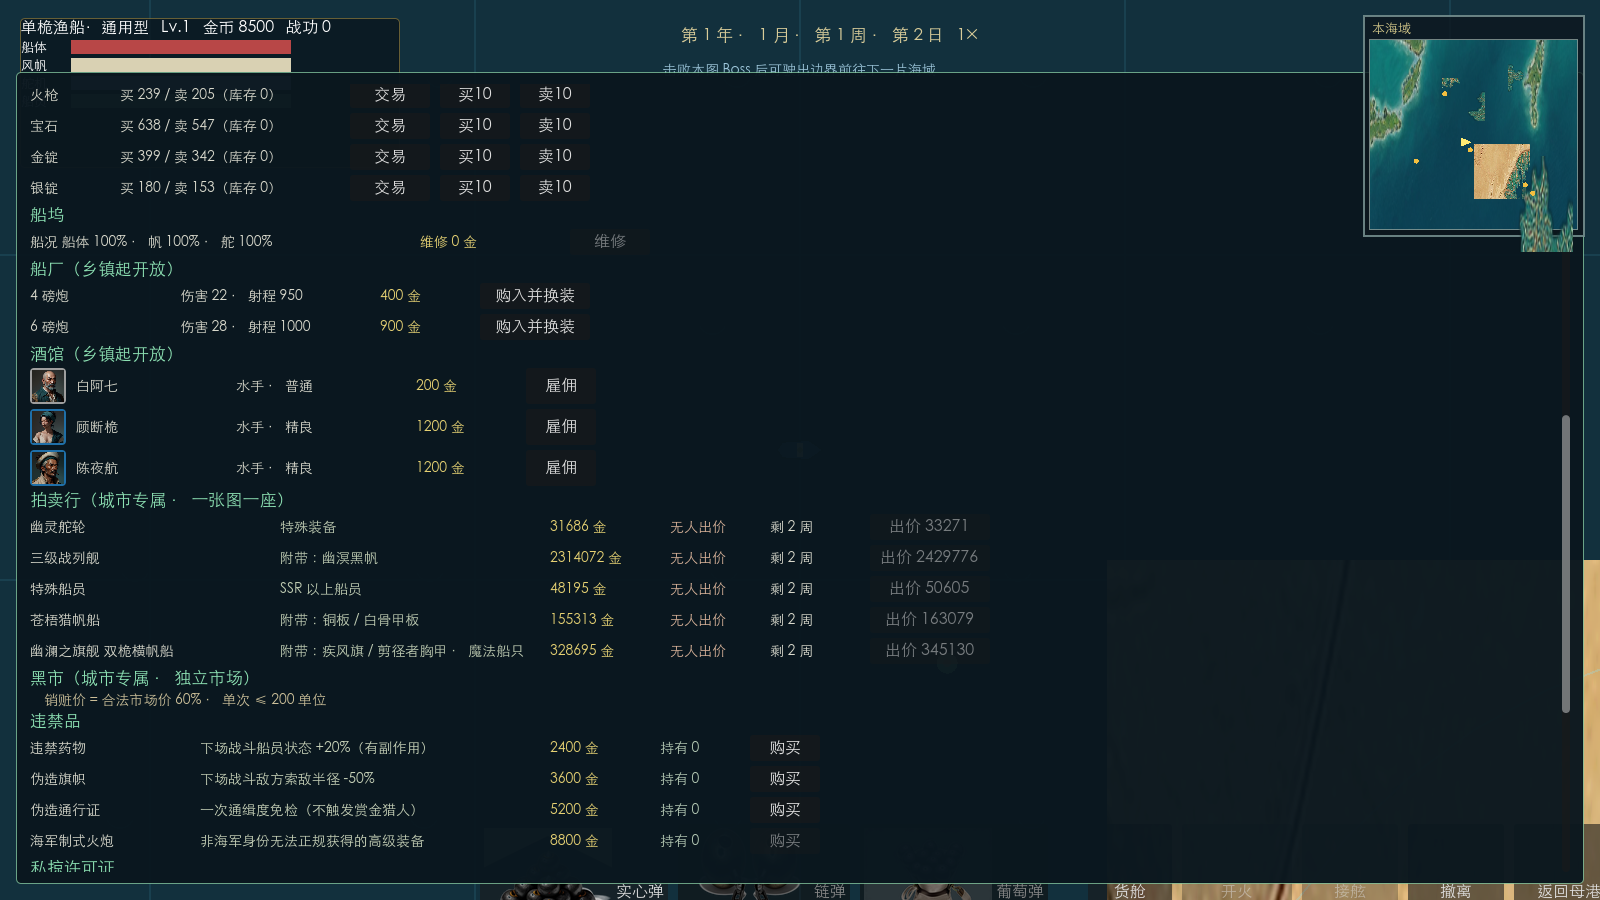 单桅渔船· 通用型 Lv.1 金币 8500 战功 0
船体
风帆
第 1 年 · 1 月 · 第 1 周 · 第 2 日 1×
击败本图 Boss 后可驶出边界前往下一片海域
本海域
火枪 买 239 / 卖 205（库存 0） 交易 买10 卖10
宝石 买 638 / 卖 547（库存 0） 交易 买10 卖10
金锭 买 399 / 卖 342（库存 0） 交易 买10 卖10
银锭 买 180 / 卖 153（库存 0） 交易 买10 卖10
船坞
船况 船体 100% · 帆 100% · 舵 100% 维修 0 金 维修
船厂（乡镇起开放）
4 磅炮 伤害 22 · 射程 950 400 金 购入并换装
6 磅炮 伤害 28 · 射程 1000 900 金 购入并换装
酒馆（乡镇起开放）
白阿七 水手 · 普通 200 金 雇佣
顾断桅 水手 · 精良 1200 金 雇佣
陈夜航 水手 · 精良 1200 金 雇佣
拍卖行（城市专属 · 一张图一座）
幽灵舵轮 特殊装备 31686 金 无人出价 剩 2 周 出价 33271
三级战列舰 附带：幽溟黑帆 2314072 金 无人出价 剩 2 周 出价 2429776
特殊船员 SSR 以上船员 48195 金 无人出价 剩 2 周 出价 50605
苍梧猎帆船 附带：铜板 / 白骨甲板 155313 金 无人出价 剩 2 周 出价 163079
幽澜之旗舰 双桅横帆船 附带：疾风旗 / 剪径者胸甲 · 魔法船只 328695 金 无人出价 剩 2 周 出价 345130
黑市（城市专属 · 独立市场）
销赃价 = 合法市场价 60% · 单次 ≤ 200 单位
违禁品
违禁药物 下场战斗船员状态 +20%（有副作用） 2400 金 持有 0 购买
伪造旗帜 下场战斗敌方索敌半径 -50% 3600 金 持有 0 购买
伪造通行证 一次通缉度免检（不触发赏金猎人） 5200 金 持有 0 购买
海军制式火炮 非海军身份无法正规获得的高级装备 8800 金 持有 0 购买
私掠许可证
实心弹 链弹 葡萄弹 货舱 开火 接舷 撤离 返回母港